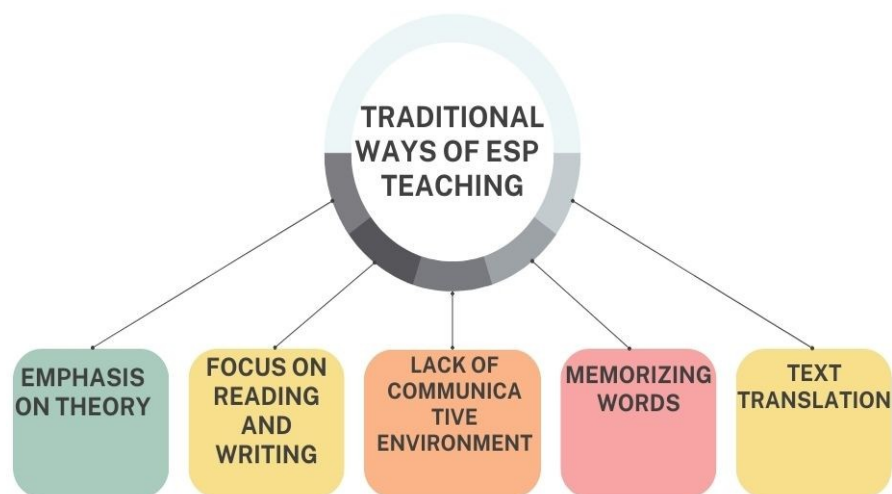 TRADITIONAL
WAYS OF ESP
TEACHING
EMPHASIS
ON THEORY
FOCUS ON
READING
AND
WRITING
LACK OF
COMMUNICA
TIVE
ENVIRONMENT
MEMORIZING
WORDS
TEXT
TRANSLATION